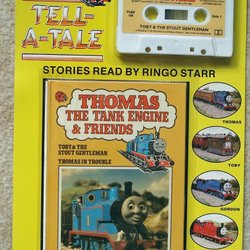 TELL-
A-TALE
TOBY & THE STOUT GENTLEMAN
STORIES READ BY RINGO STARR
THOMAS
THE TANK ENGINE
& FRIENDS
TOBY & THE
STOUT GENTLEMAN
THOMAS IN TROUBLE
THOMAS
TOBY
GORDON